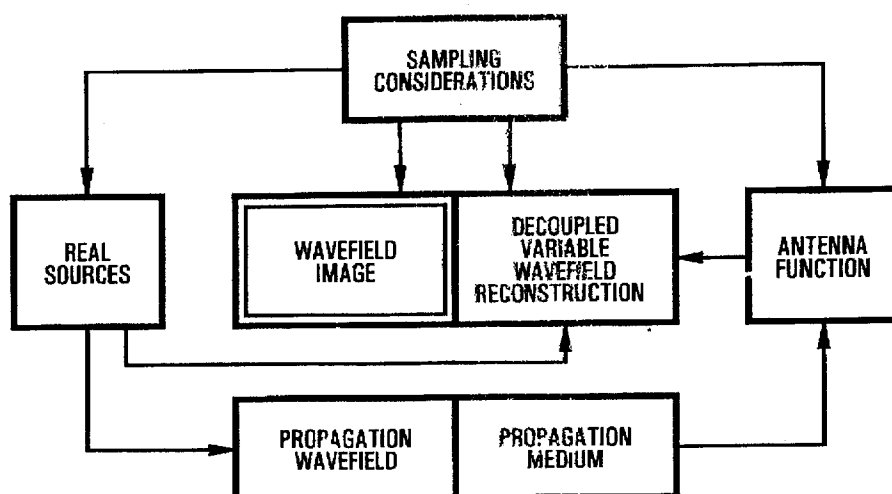 SAMPLING
CONSIDERATIONS
REAL
SOURCES
WAVEFIELD
IMAGE
DECOUPLED
VARIABLE
WAVEFIELD
RECONSTRUCTION
ANTENNA
FUNCTION
PROPAGATION
WAVEFIELD
PROPAGATION
MEDIUM